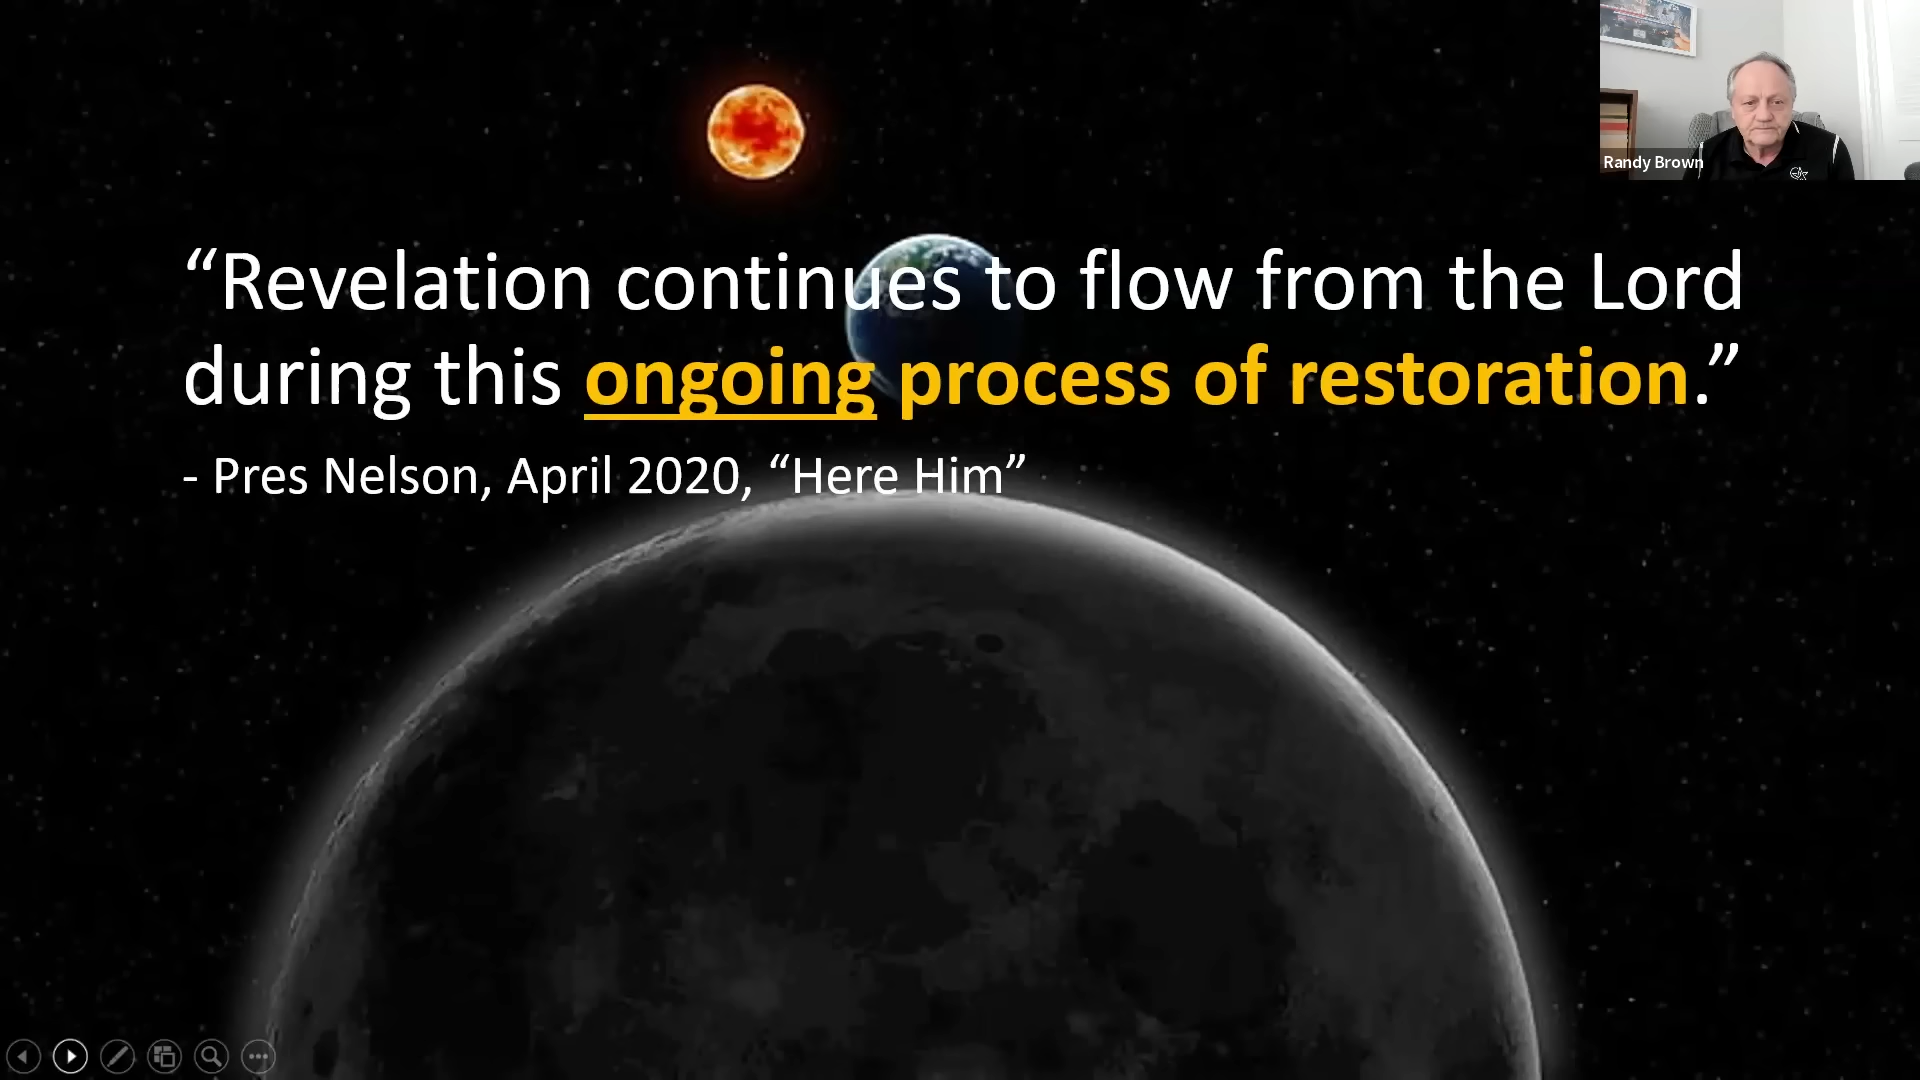 Randy Brown
“Revelation continues to flow from the Lord
during this ongoing process of restoration.”
- Pres Nelson, April 2020, “Here Him”